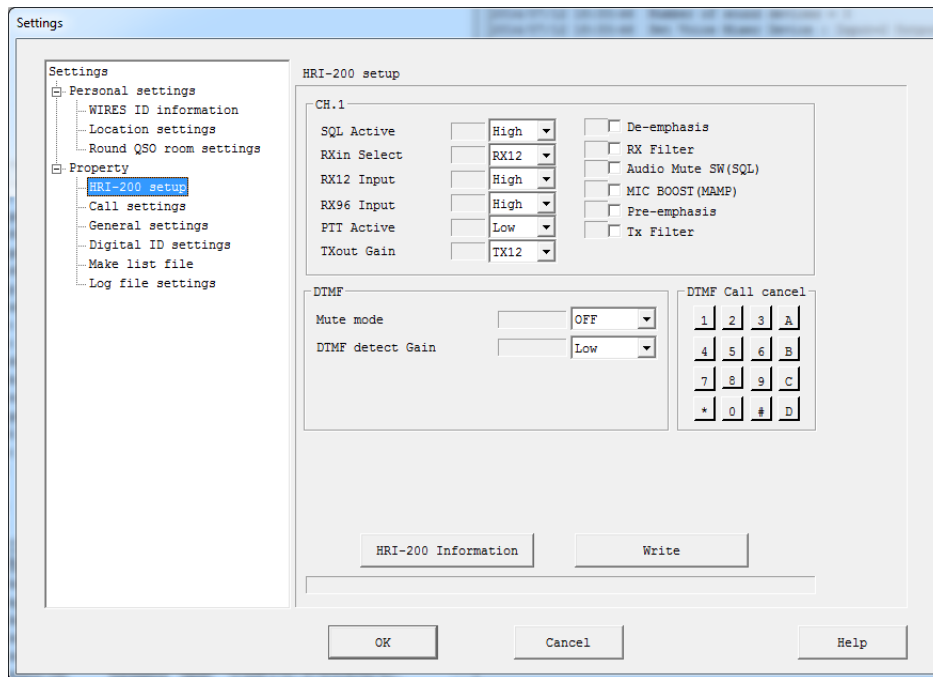 Settings
Settings
Personal settings
WIRES ID information
Location settings
Round QSO room settings
Property
HRI-200 setup
Call settings
General settings
Digital ID settings
Make list file
Log file settings
HRI-200 setup
CH.1
SQL Active High
RXin Select RX12
RX12 Input High
RX96 Input High
PTT Active Low
TXout Gain TX12
De-emphasis
RX Filter
Audio Mute SW(SQL)
MIC BOOST(MAMP)
Pre-emphasis
Tx Filter
DTMF
Mute mode OFF
DTMF detect Gain Low
DTMF Call cancel
1 2 3 A
4 5 6 B
7 8 9 C
* 0 # D
HRI-200 Information Write
OK Cancel Help